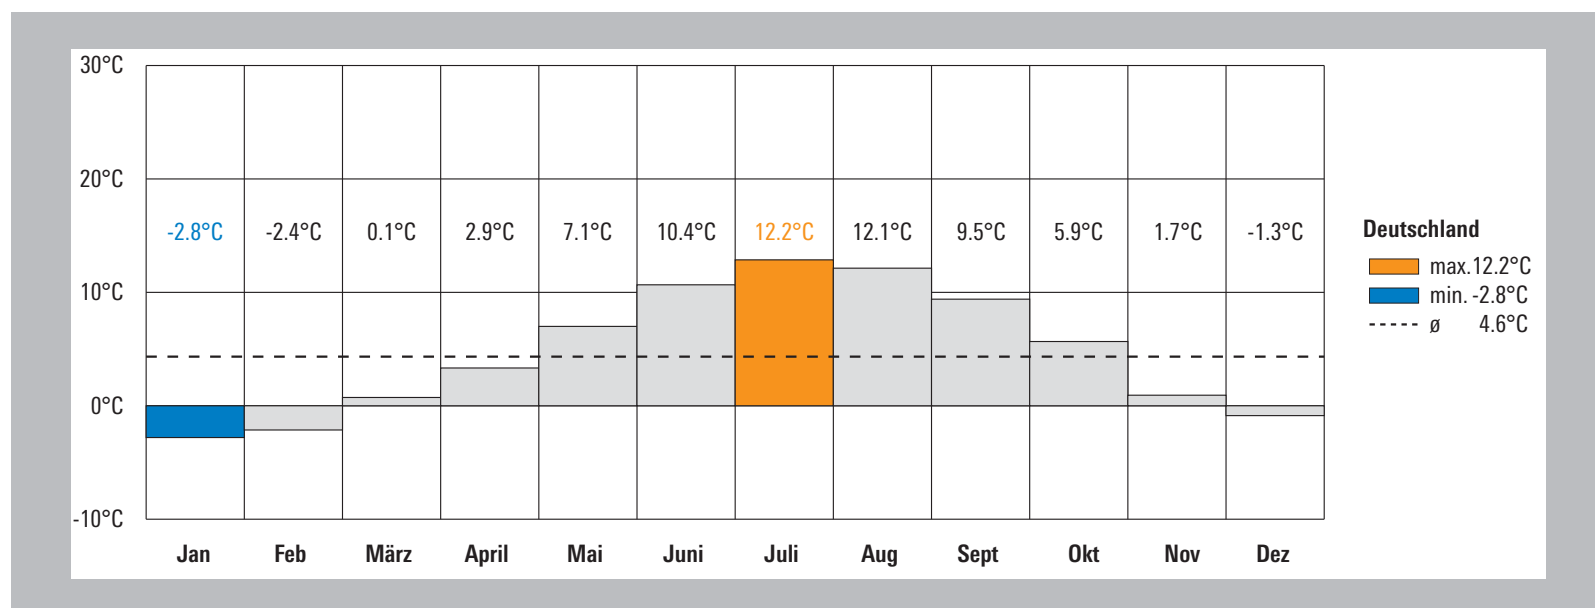 30°C
20°C
-2.8°C -2.4°C 0.1°C 2.9°C 7.1°C 10.4°C 12.2°C 12.1°C 9.5°C 5.9°C 1.7°C -1.3°C
10°C
0°C
-10°C
Jan Feb März April Mai Juni Juli Aug Sept Okt Nov Dez
Deutschland
max. 12.2°C
min. -2.8°C
ø 4.6°C